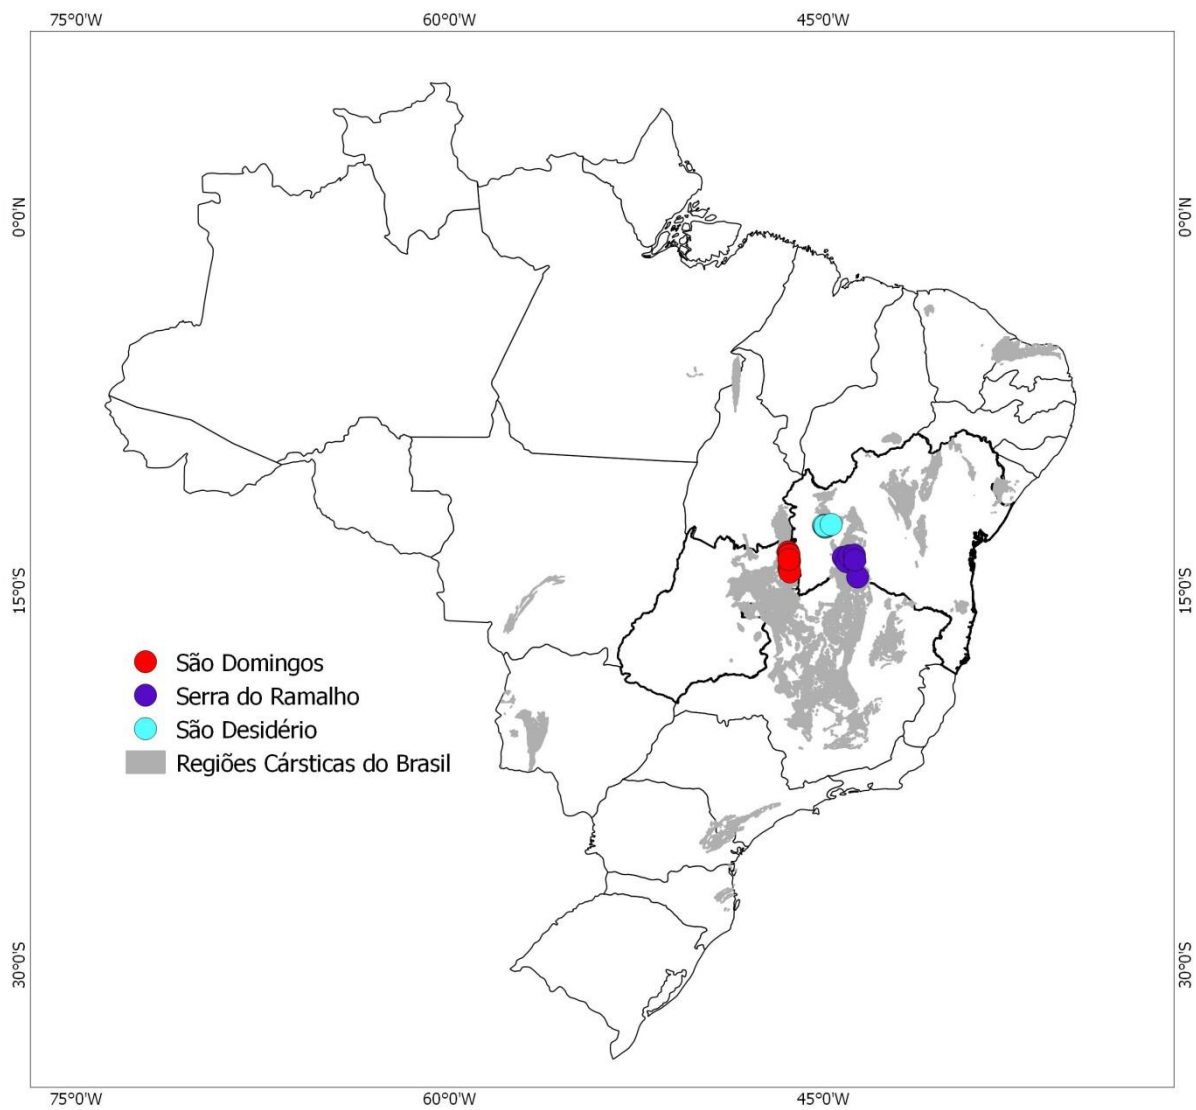 75°0'W 60°0'W 45°0'W
0°0'N 0°0'N
15°0'S 15°0'S
São Domingos
Serra do Ramalho
São Desidério
Regiões Cársticas do Brasil
30°0'S 30°0'S
75°0'W 60°0'W 45°0'W